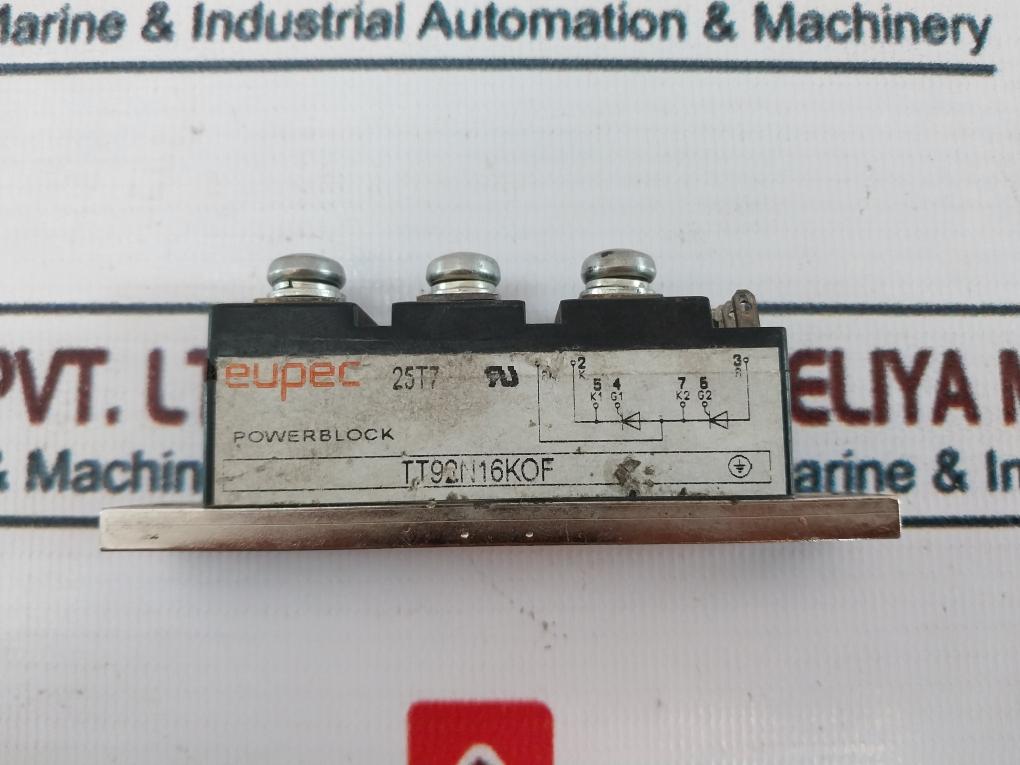 Marine & Industrial Automation & Machinery
PVT. L
ELIYA M
& Machin
arine & In
eupec 25T7
POWERBLOCK
2 3
K
5 4 7 6
K1 G1 K2 G2
TT92N16KOF